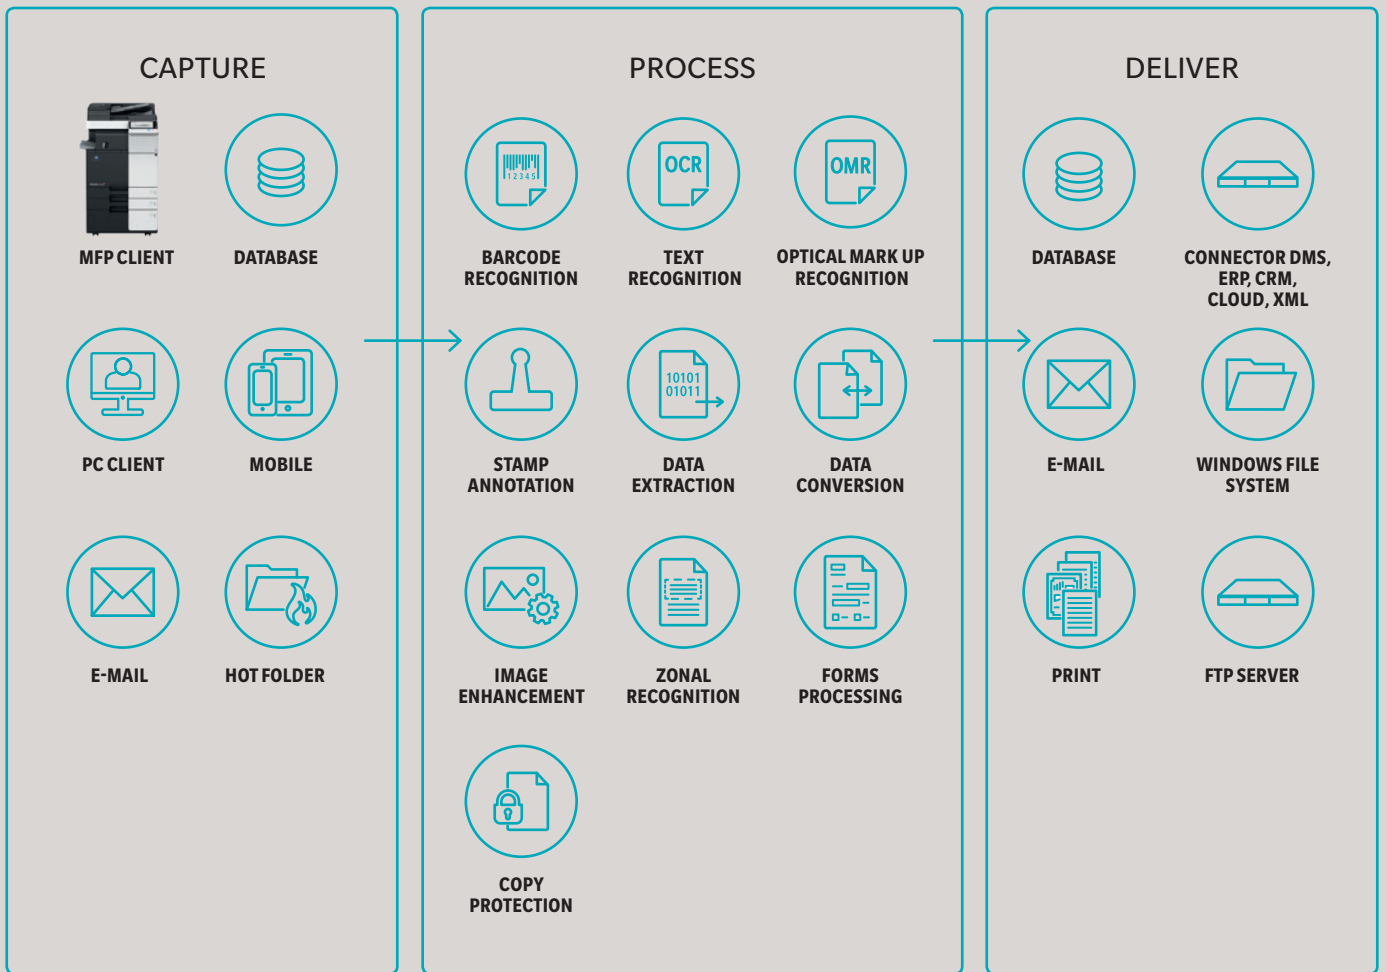 CAPTURE
MFP CLIENT
DATABASE
PC CLIENT
MOBILE
E-MAIL
HOT FOLDER
PROCESS
12345
BARCODE
RECOGNITION
OCR
TEXT
RECOGNITION
OMR
OPTICAL MARK UP
RECOGNITION
STAMP
ANNOTATION
10101
01011
DATA
EXTRACTION
DATA
CONVERSION
IMAGE
ENHANCEMENT
ZONAL
RECOGNITION
FORMS
PROCESSING
COPY
PROTECTION
DELIVER
DATABASE
CONNECTOR DMS,
ERP, CRM,
CLOUD, XML
E-MAIL
WINDOWS FILE
SYSTEM
PRINT
FTP SERVER